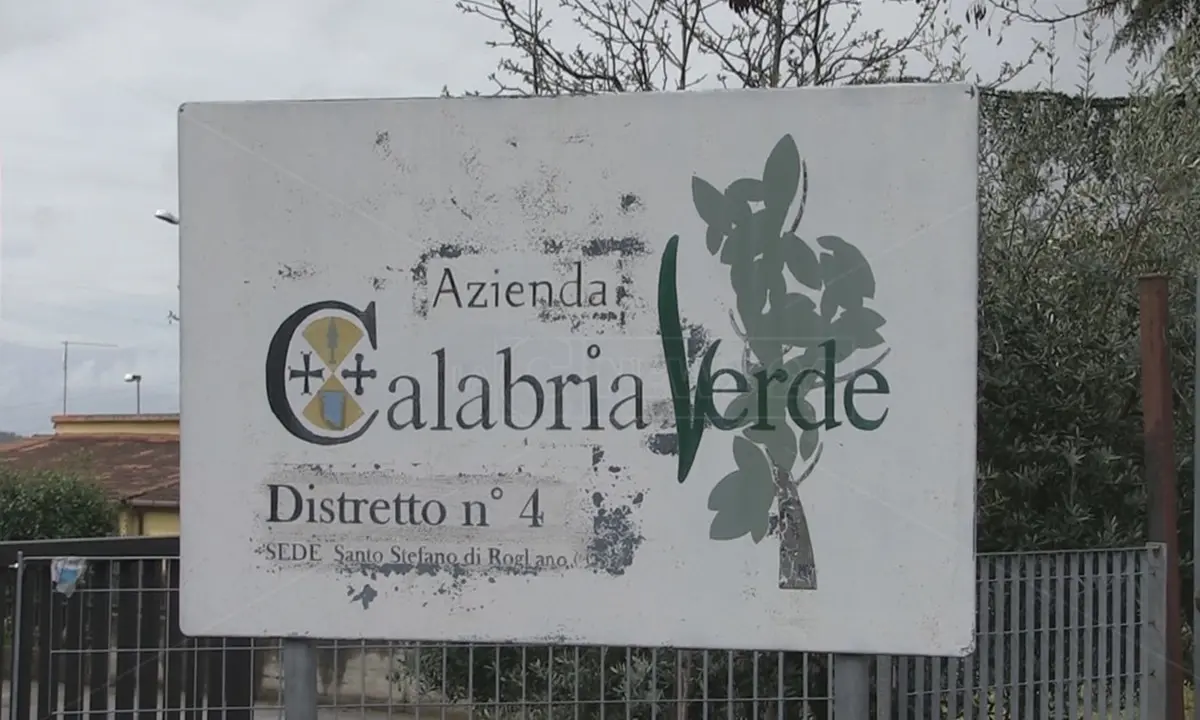 Azienda
Calabria Verde
Distretto n° 4
SEDE Santo Stefano di Rogliano